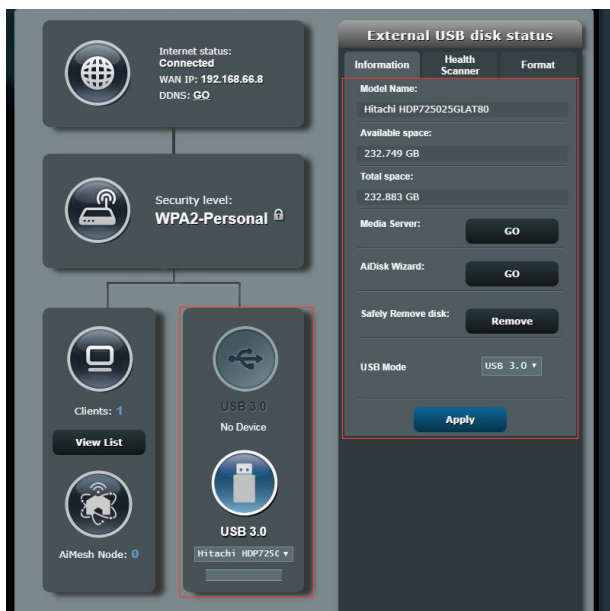 Internet status:
Connected
WAN IP: 192.168.66.8
DDNS: GO
Security level:
WPA2-Personal
Clients: 1
View List
AiMesh Node: 0
USB 3.0
No Device
USB 3.0
Hitachi HDP725C
External USB disk status
Information
Health Scanner
Format
Model Name:
Hitachi HDP725025GLAT80
Available space:
232.749 GB
Total space:
232.883 GB
Media Server:
GO
AiDisk Wizard:
GO
Safely Remove disk:
Remove
USB Mode
USB 3.0
Apply